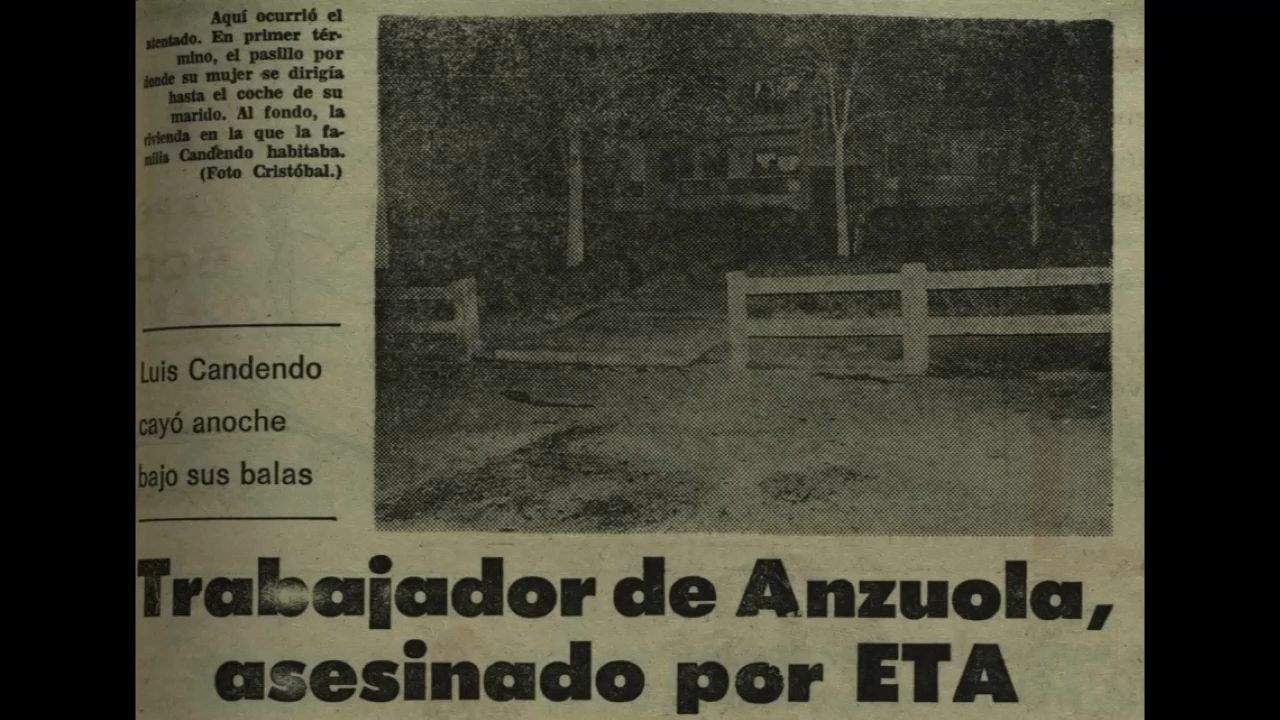 Aquí ocurrió el
atentado. En primer tér-
mino, el pasillo por
donde su mujer se dirigía
hasta el coche de su
marido. Al fondo, la
vivienda en la que la fa-
milia Candendo habitaba.
(Foto Cristóbal.)
Luis Candendo
cayó anoche
bajo sus balas
Trabajador de Anzuola,
asesinado por ETA